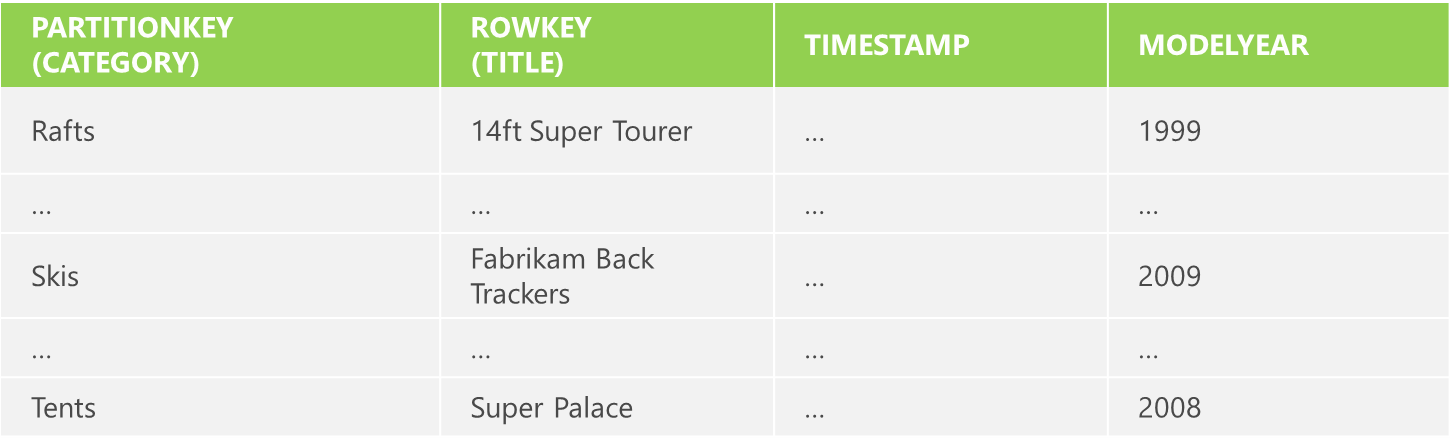 PARTITIONKEY
(CATEGORY)
ROWKEY
(TITLE)
TIMESTAMP
MODELYEAR
Rafts
14ft Super Tourer
...
1999
...
...
...
...
Skis
Fabrikam Back
Trackers
...
2009
...
...
...
...
Tents
Super Palace
...
2008